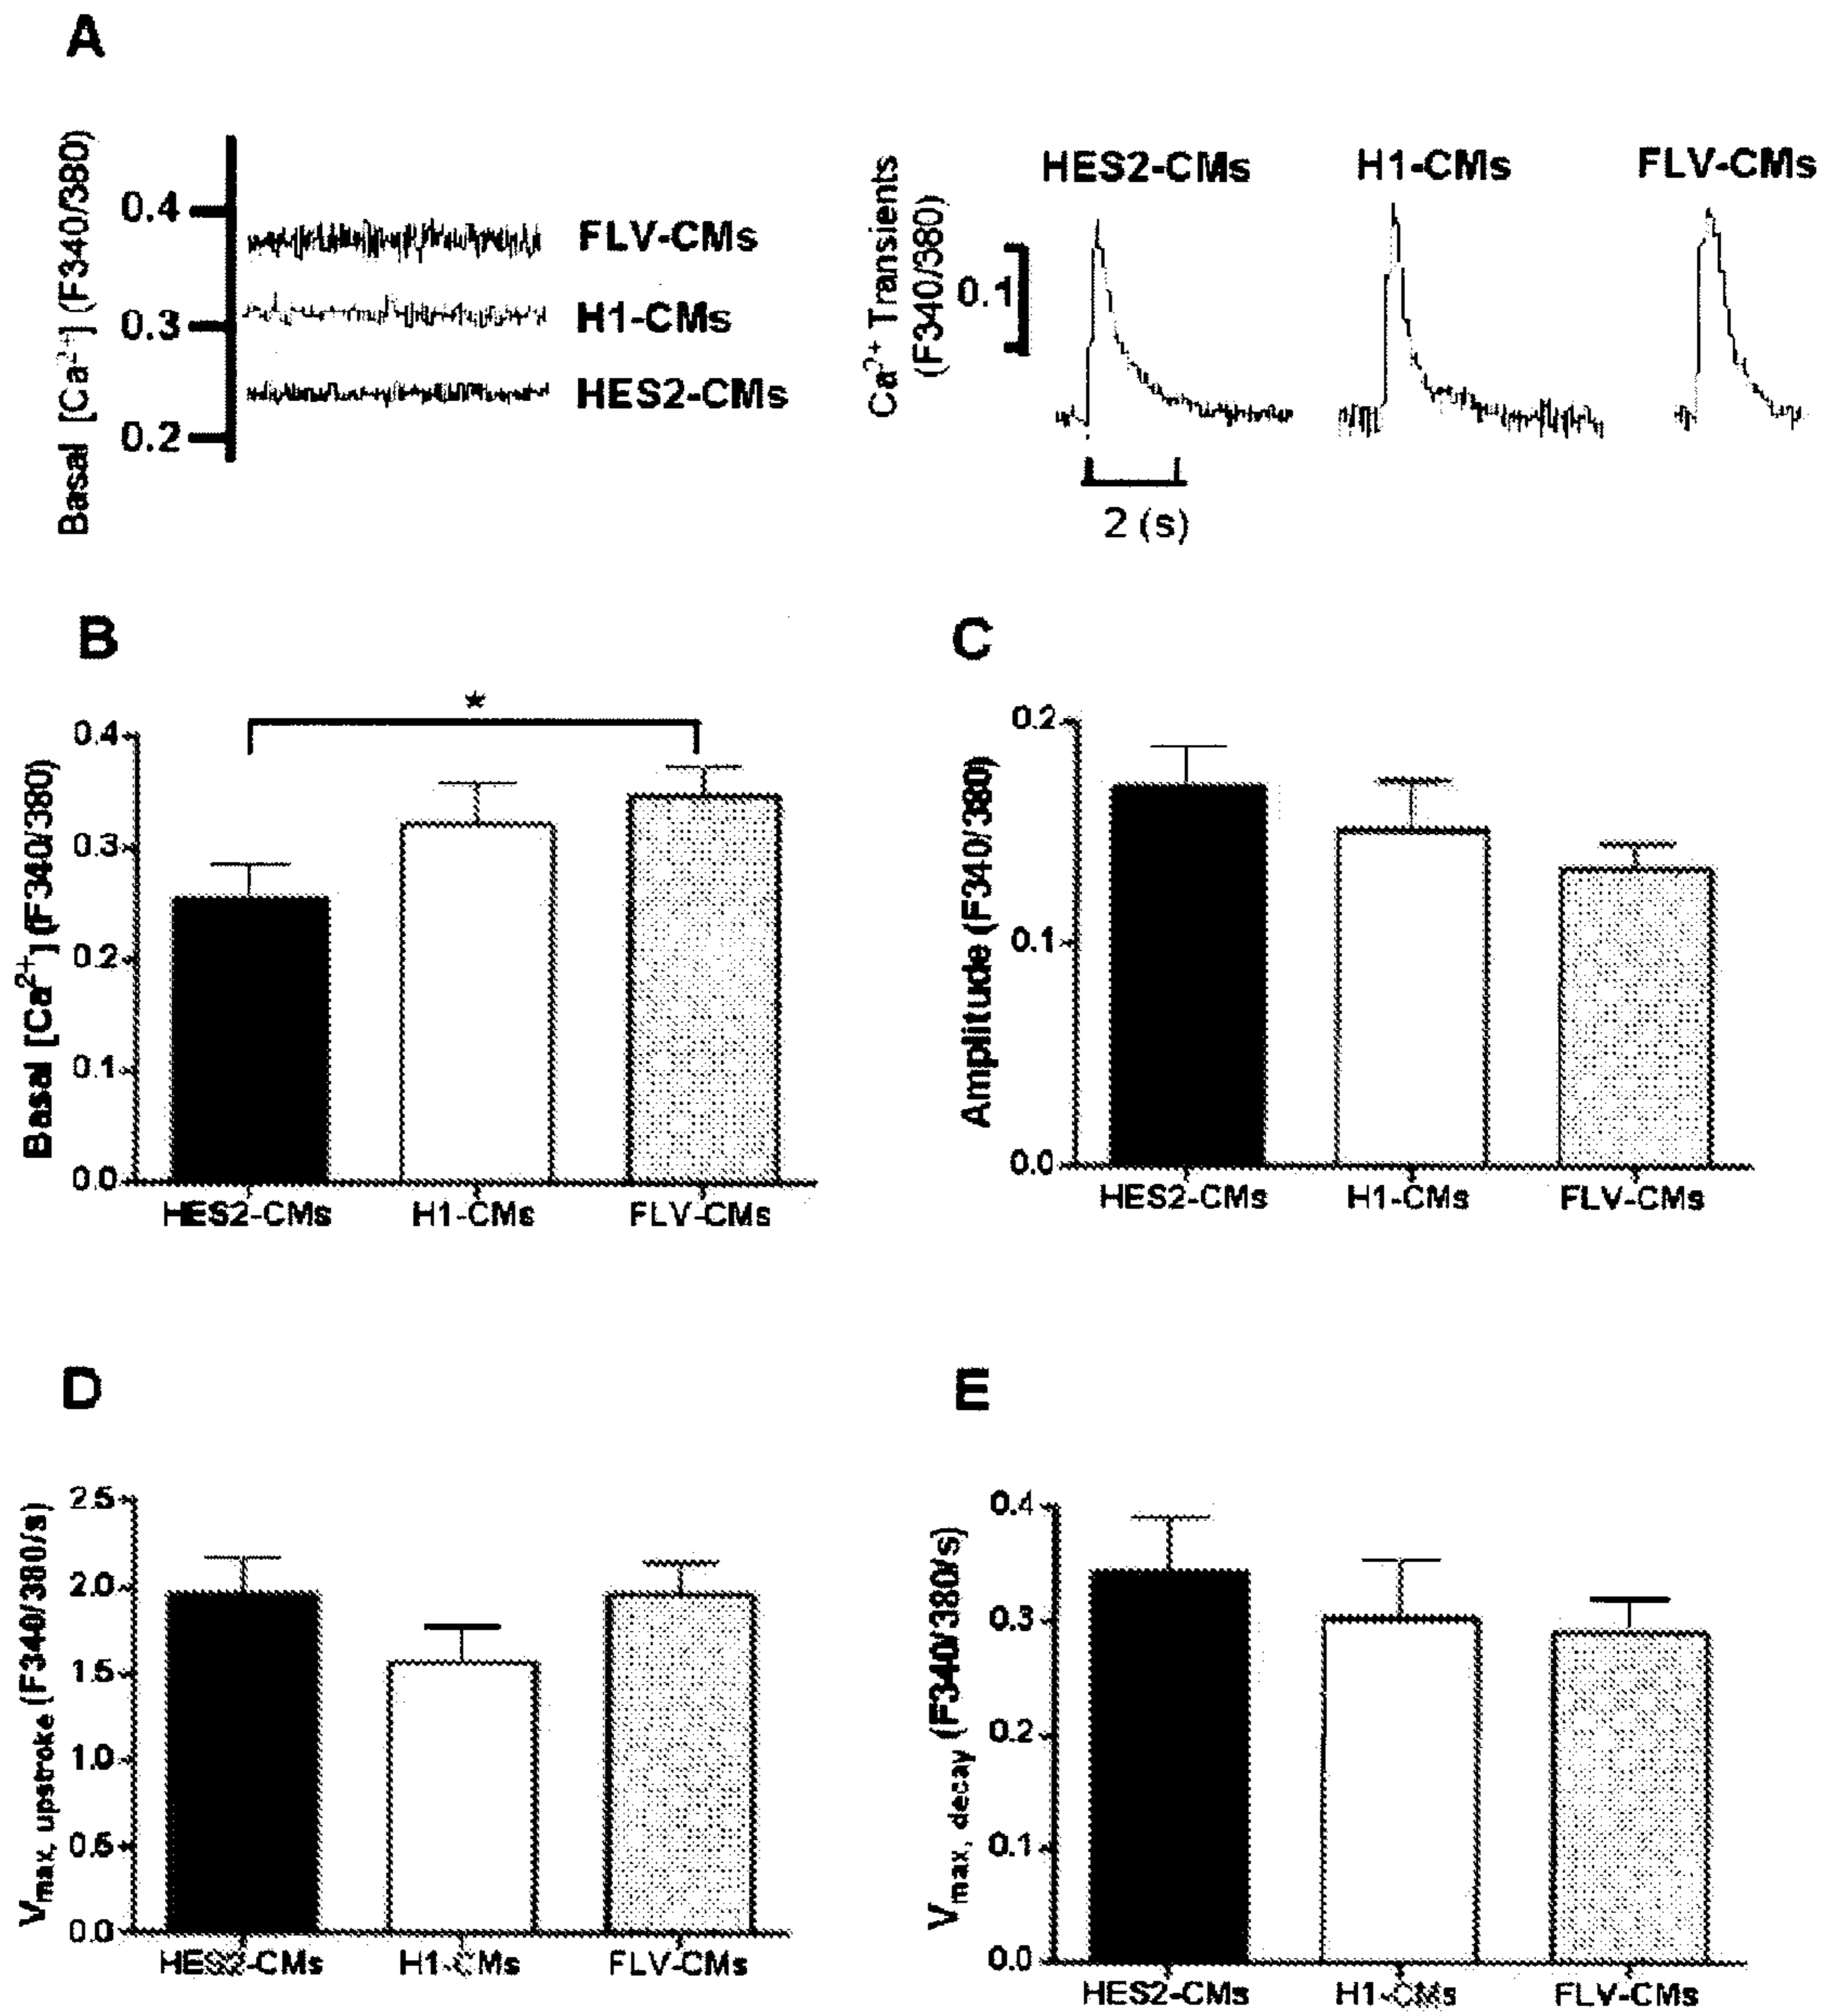 A
Basal [Ca2+] (F340/380)
0.4
0.3
0.2
FLV-CMs
H1-CMs
HES2-CMs
Ca2+ Transients
(F340/380)
0.1
HES2-CMs H1-CMs FLV-CMs
2 (s)
B
*
Basal [Ca2+] (F340/380)
0.4
0.3
0.2
0.1
0.0
HES2-CMs H1-CMs FLV-CMs
C
Amplitude (F340/380)
0.2
0.1
0.0
HES2-CMs H1-CMs FLV-CMs
D
Vmax, upstroke (F340/380/s)
2.5
2.0
1.5
1.0
0.5
0.0
HES2-CMs H1-CMs FLV-CMs
E
Vmax, decay (F340/380/s)
0.4
0.3
0.2
0.1
0.0
HES2-CMs H1-CMs FLV-CMs